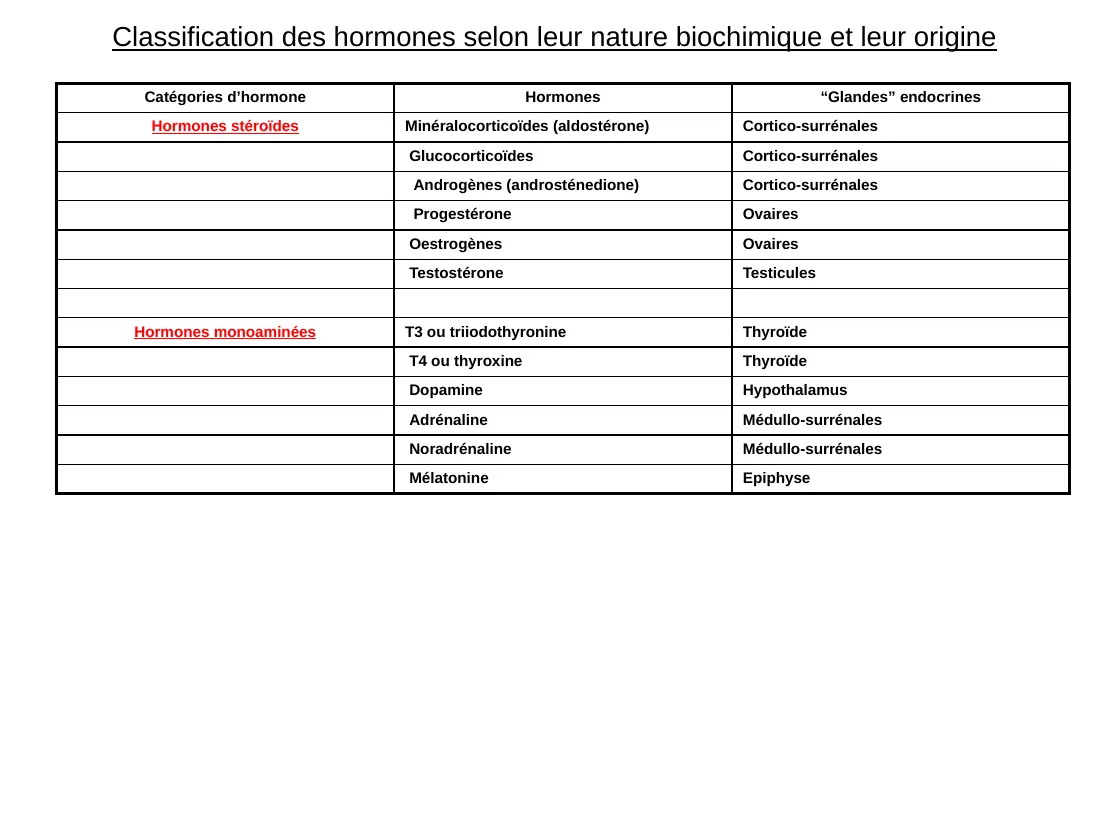 Classification des hormones selon leur nature biochimique et leur origine
Catégories d’hormone Hormones “Glandes” endocrines
Hormones stéroïdes Minéralocorticoïdes (aldostérone) Cortico-surrénales
Glucocorticoïdes Cortico-surrénales
Androgènes (androsténedione) Cortico-surrénales
Progestérone Ovaires
Oestrogènes Ovaires
Testostérone Testicules
Hormones monoaminées T3 ou triiodothyronine Thyroïde
T4 ou thyroxine Thyroïde
Dopamine Hypothalamus
Adrénaline Médullo-surrénales
Noradrénaline Médullo-surrénales
Mélatonine Epiphyse